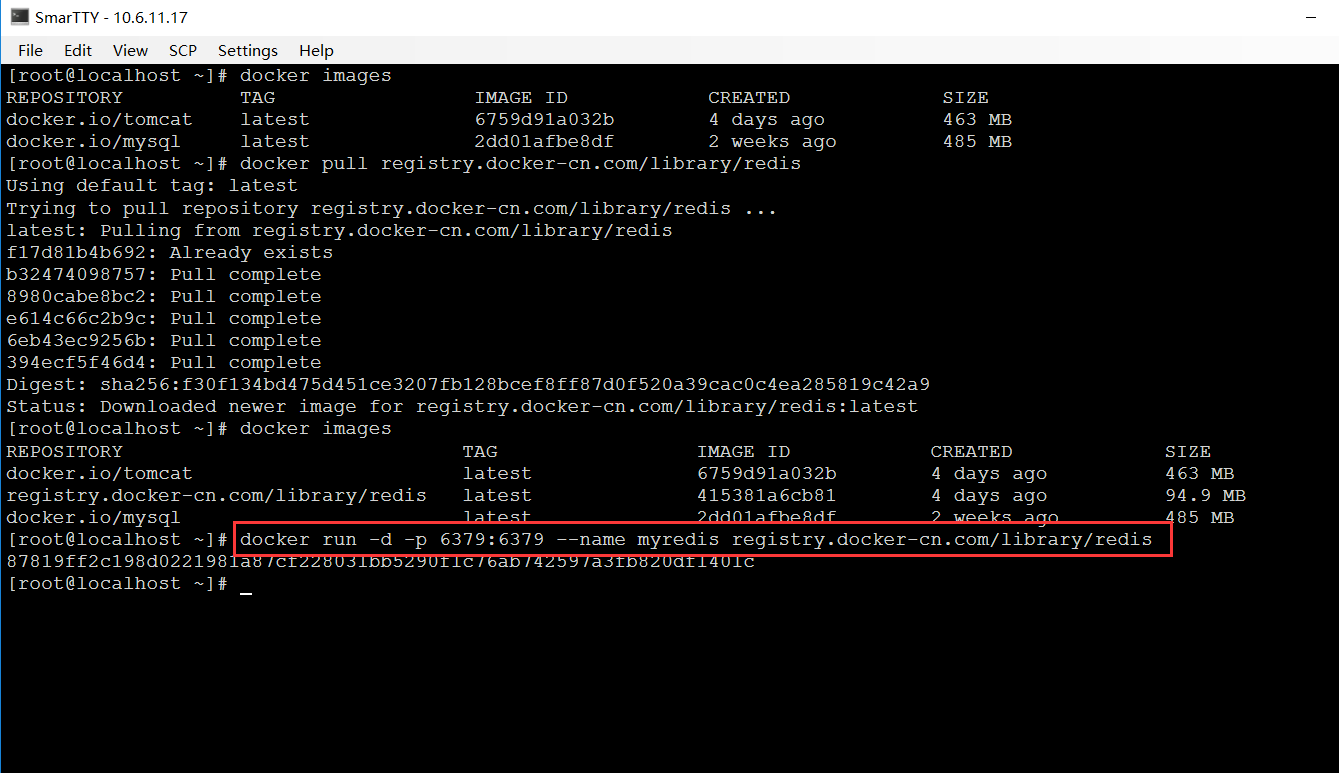 SmarTTY - 10.6.11.17
File Edit View SCP Settings Help
[root@localhost ~]# docker images
REPOSITORY TAG IMAGE ID CREATED SIZE
docker.io/tomcat latest 6759d91a032b 4 days ago 463 MB
docker.io/mysql latest 2dd01afbe8df 2 weeks ago 485 MB
[root@localhost ~]# docker pull registry.docker-cn.com/library/redis
Using default tag: latest
Trying to pull repository registry.docker-cn.com/library/redis ...
latest: Pulling from registry.docker-cn.com/library/redis
f17d81b4b692: Already exists
b32474098757: Pull complete
8980cabe8bc2: Pull complete
e614c66c2b9c: Pull complete
6eb43ec9256b: Pull complete
394ecf5f46d4: Pull complete
Digest: sha256:f30f134bd475d451ce3207fb128bcef8ff87d0f520a39cac0c4ea285819c42a9
Status: Downloaded newer image for registry.docker-cn.com/library/redis:latest
[root@localhost ~]# docker images
REPOSITORY TAG IMAGE ID CREATED SIZE
docker.io/tomcat latest 6759d91a032b 4 days ago 463 MB
registry.docker-cn.com/library/redis latest 415381a6cb81 4 days ago 94.9 MB
docker.io/mysql latest 2dd01afbe8df 2 weeks ago 485 MB
[root@localhost ~]# docker run -d -p 6379:6379 --name myredis registry.docker-cn.com/library/redis
87819ff2c198d0221981a87cf228031bb5290f1c76ab742597a3fb820df1401c
[root@localhost ~]# _